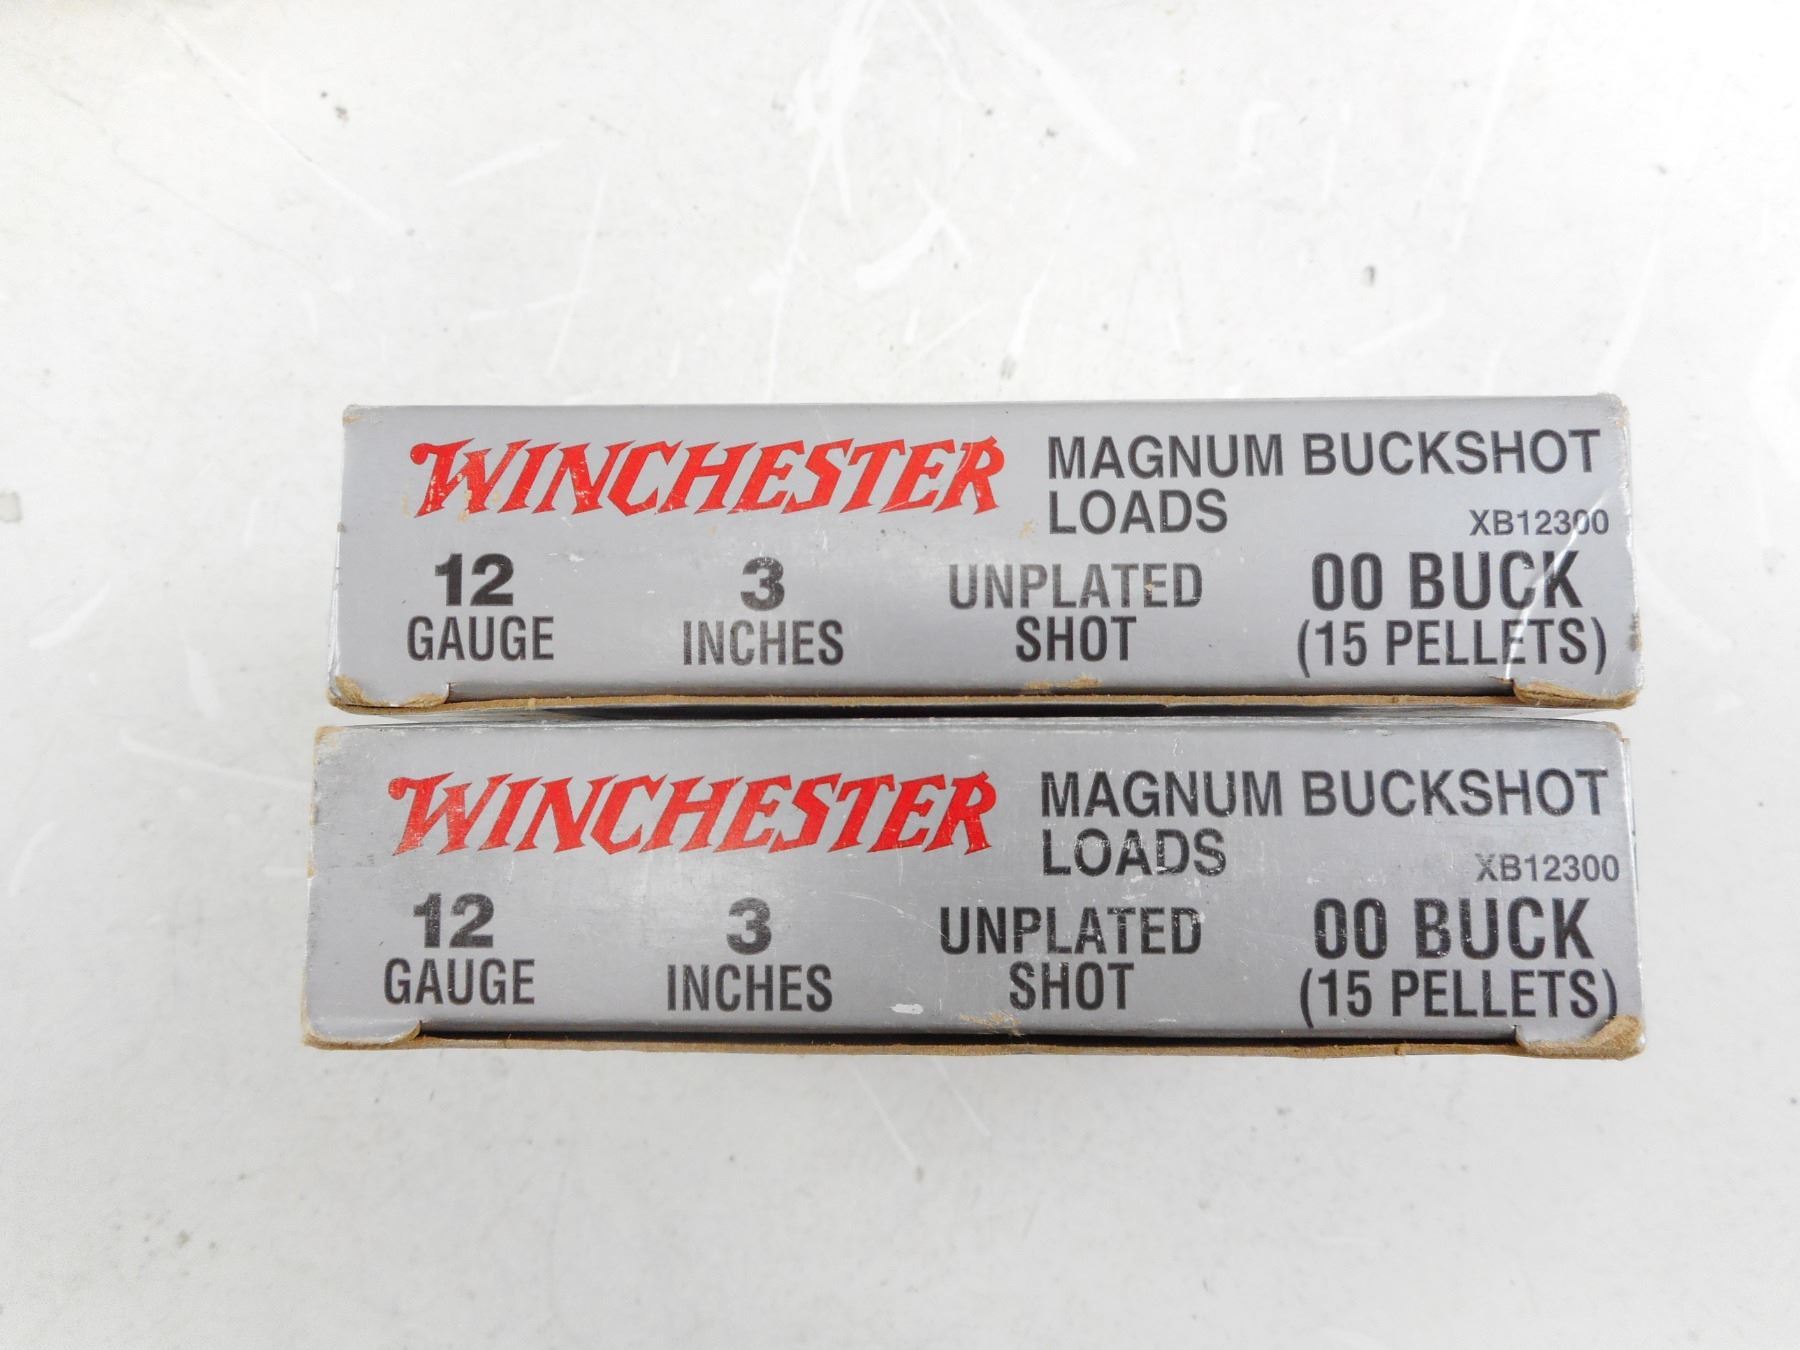 WINCHESTER MAGNUM BUCKSHOT
LOADS XB12300
12 3 UNPLATED 00 BUCK
GAUGE INCHES SHOT (15 PELLETS)
WINCHESTER MAGNUM BUCKSHOT
LOADS XB12300
12 3 UNPLATED 00 BUCK
GAUGE INCHES SHOT (15 PELLETS)